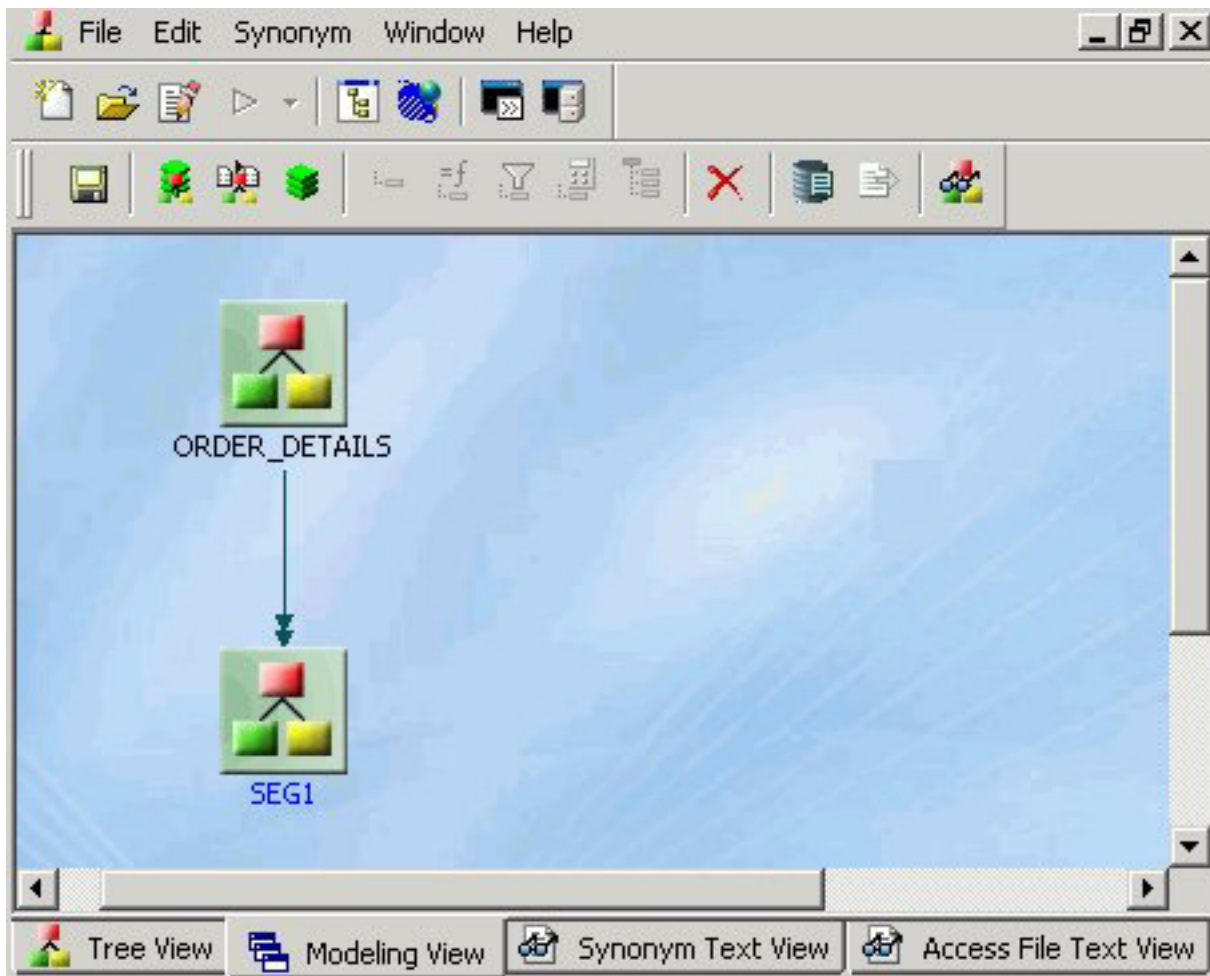 File Edit Synonym Window Help
ORDER_DETAILS
SEG1
Tree View Modeling View Synonym Text View Access File Text View